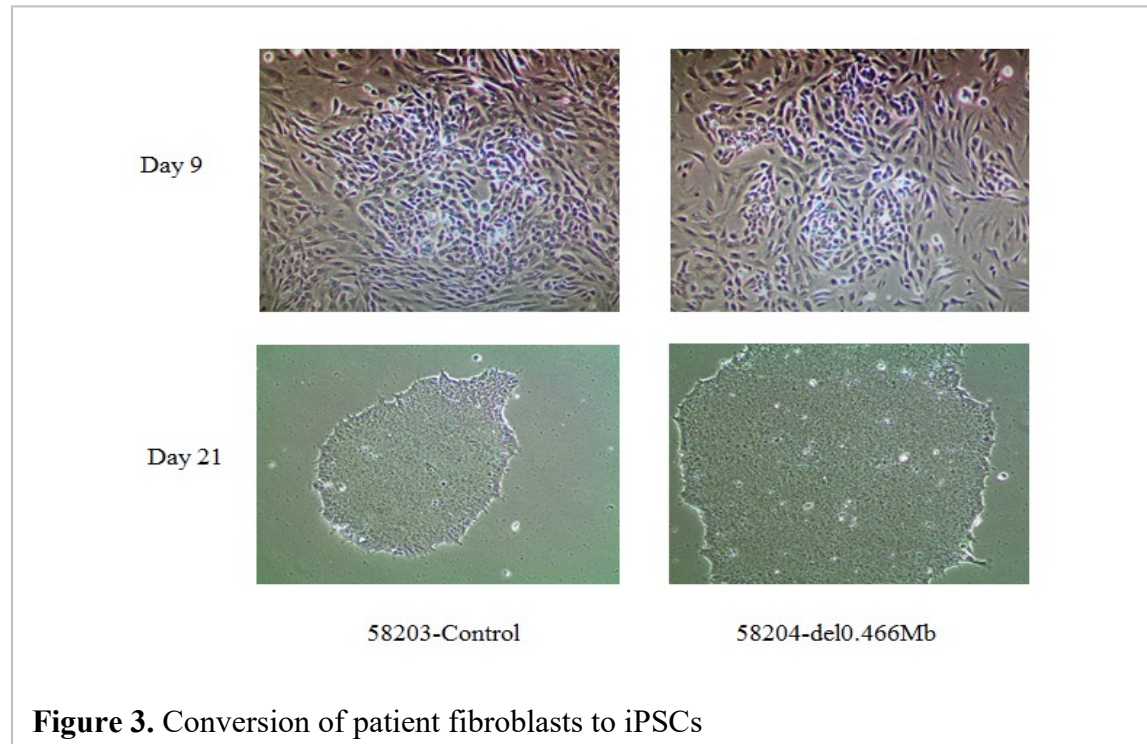 Day 9
Day 21
58203-Control
58204-del0.466Mb
Figure 3. Conversion of patient fibroblasts to iPSCs